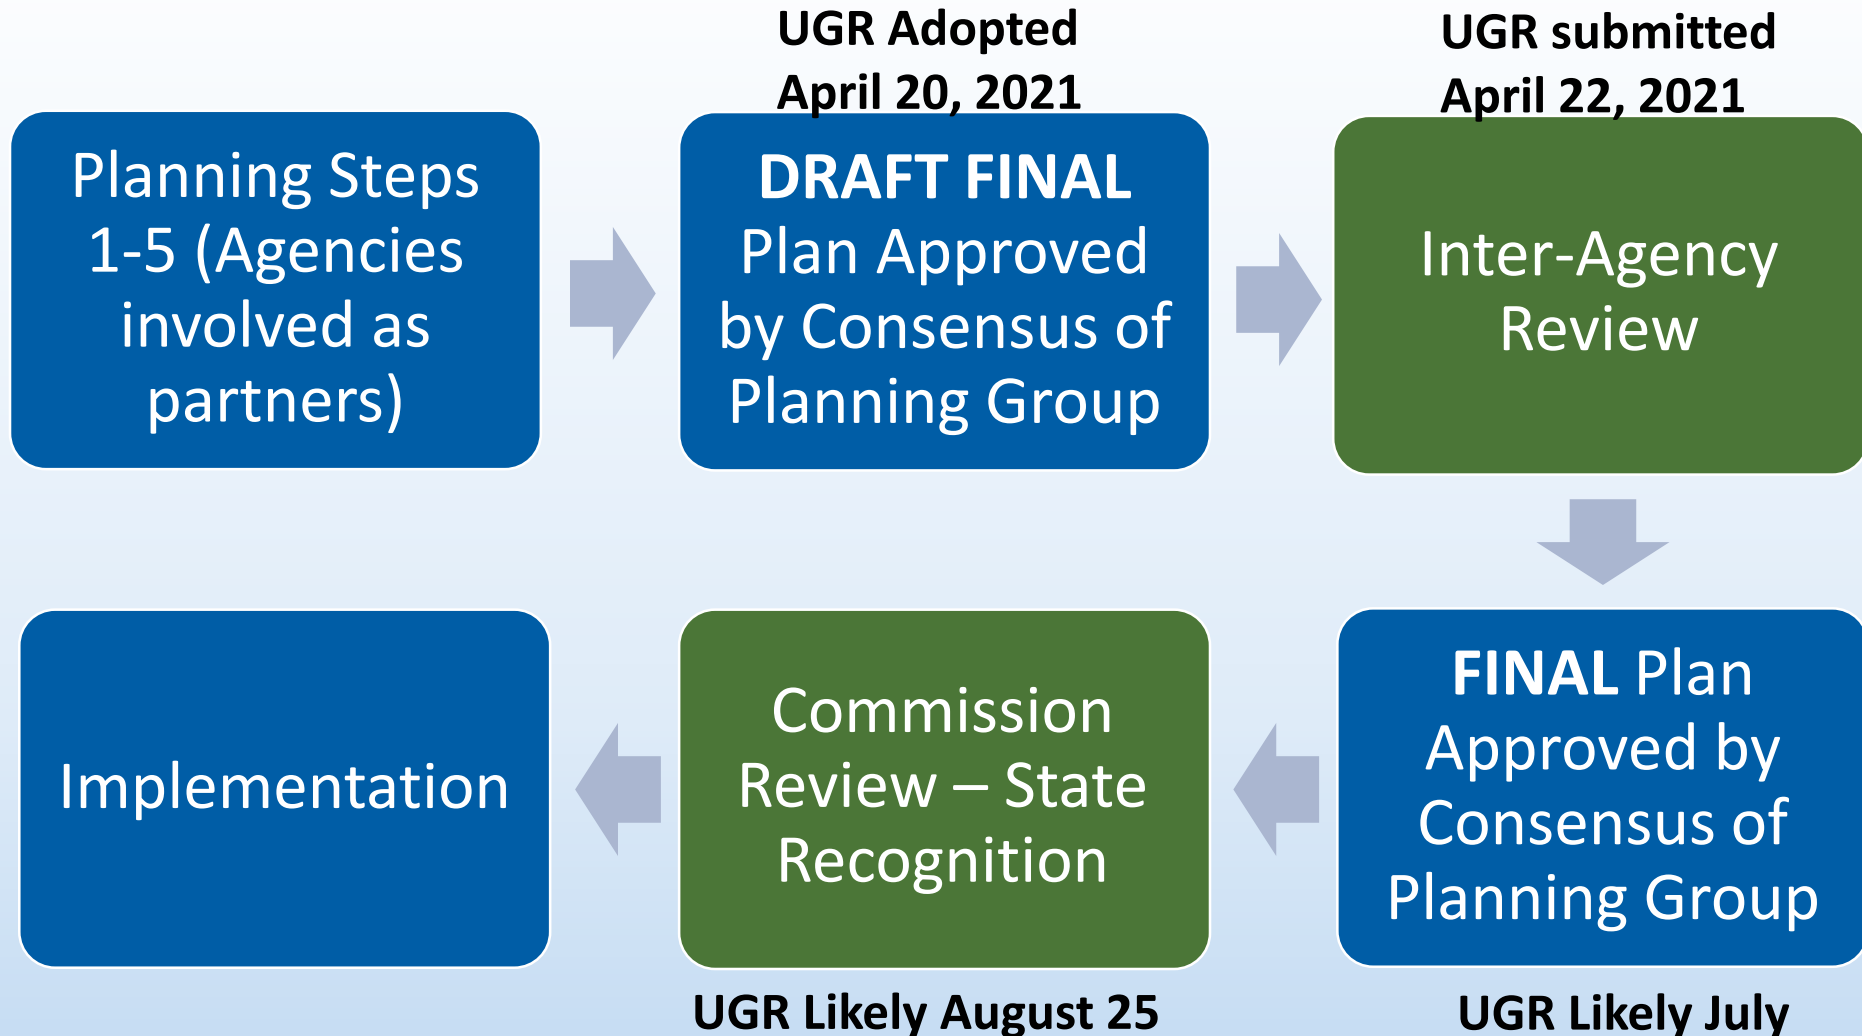 UGR Adopted
April 20, 2021
UGR submitted
April 22, 2021
Planning Steps
1-5 (Agencies
involved as
partners)
DRAFT FINAL
Plan Approved
by Consensus of
Planning Group
Inter-Agency
Review
FINAL Plan
Approved by
Consensus of
Planning Group
Commission
Review – State
Recognition
Implementation
UGR Likely August 25
UGR Likely July